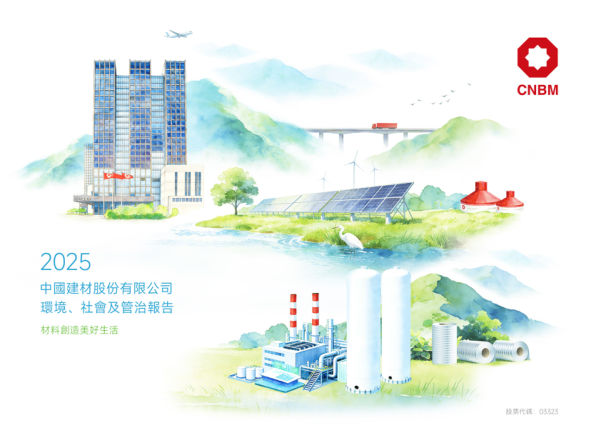 CNBM
2025
中國建材股份有限公司
環境、社會及管治報告
材料創造美好生活
股票代碼：03323